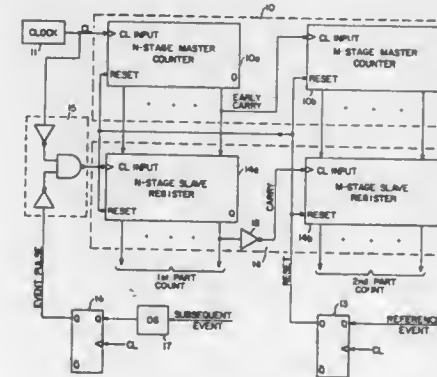 10
CLOCK
11
CL INPUT
N-STAGE MASTER
COUNTER
RESET
10a
Q
EARLY
CARRY
CL INPUT
M-STAGE MASTER
COUNTER
RESET
10b
15
CL INPUT
N-STAGE SLAVE
REGISTER
RESET
14a
Q
18
CARRY
14
CL INPUT
M-STAGE SLAVE
REGISTER
RESET
14b
1st PART
COUNT
2nd PART
COUNT
EVENT PULSE
RESET
16
Q
CL
Q
DS
17
SUBSEQUENT
EVENT
13
Q
CL
Q
REFERENCE
EVENT